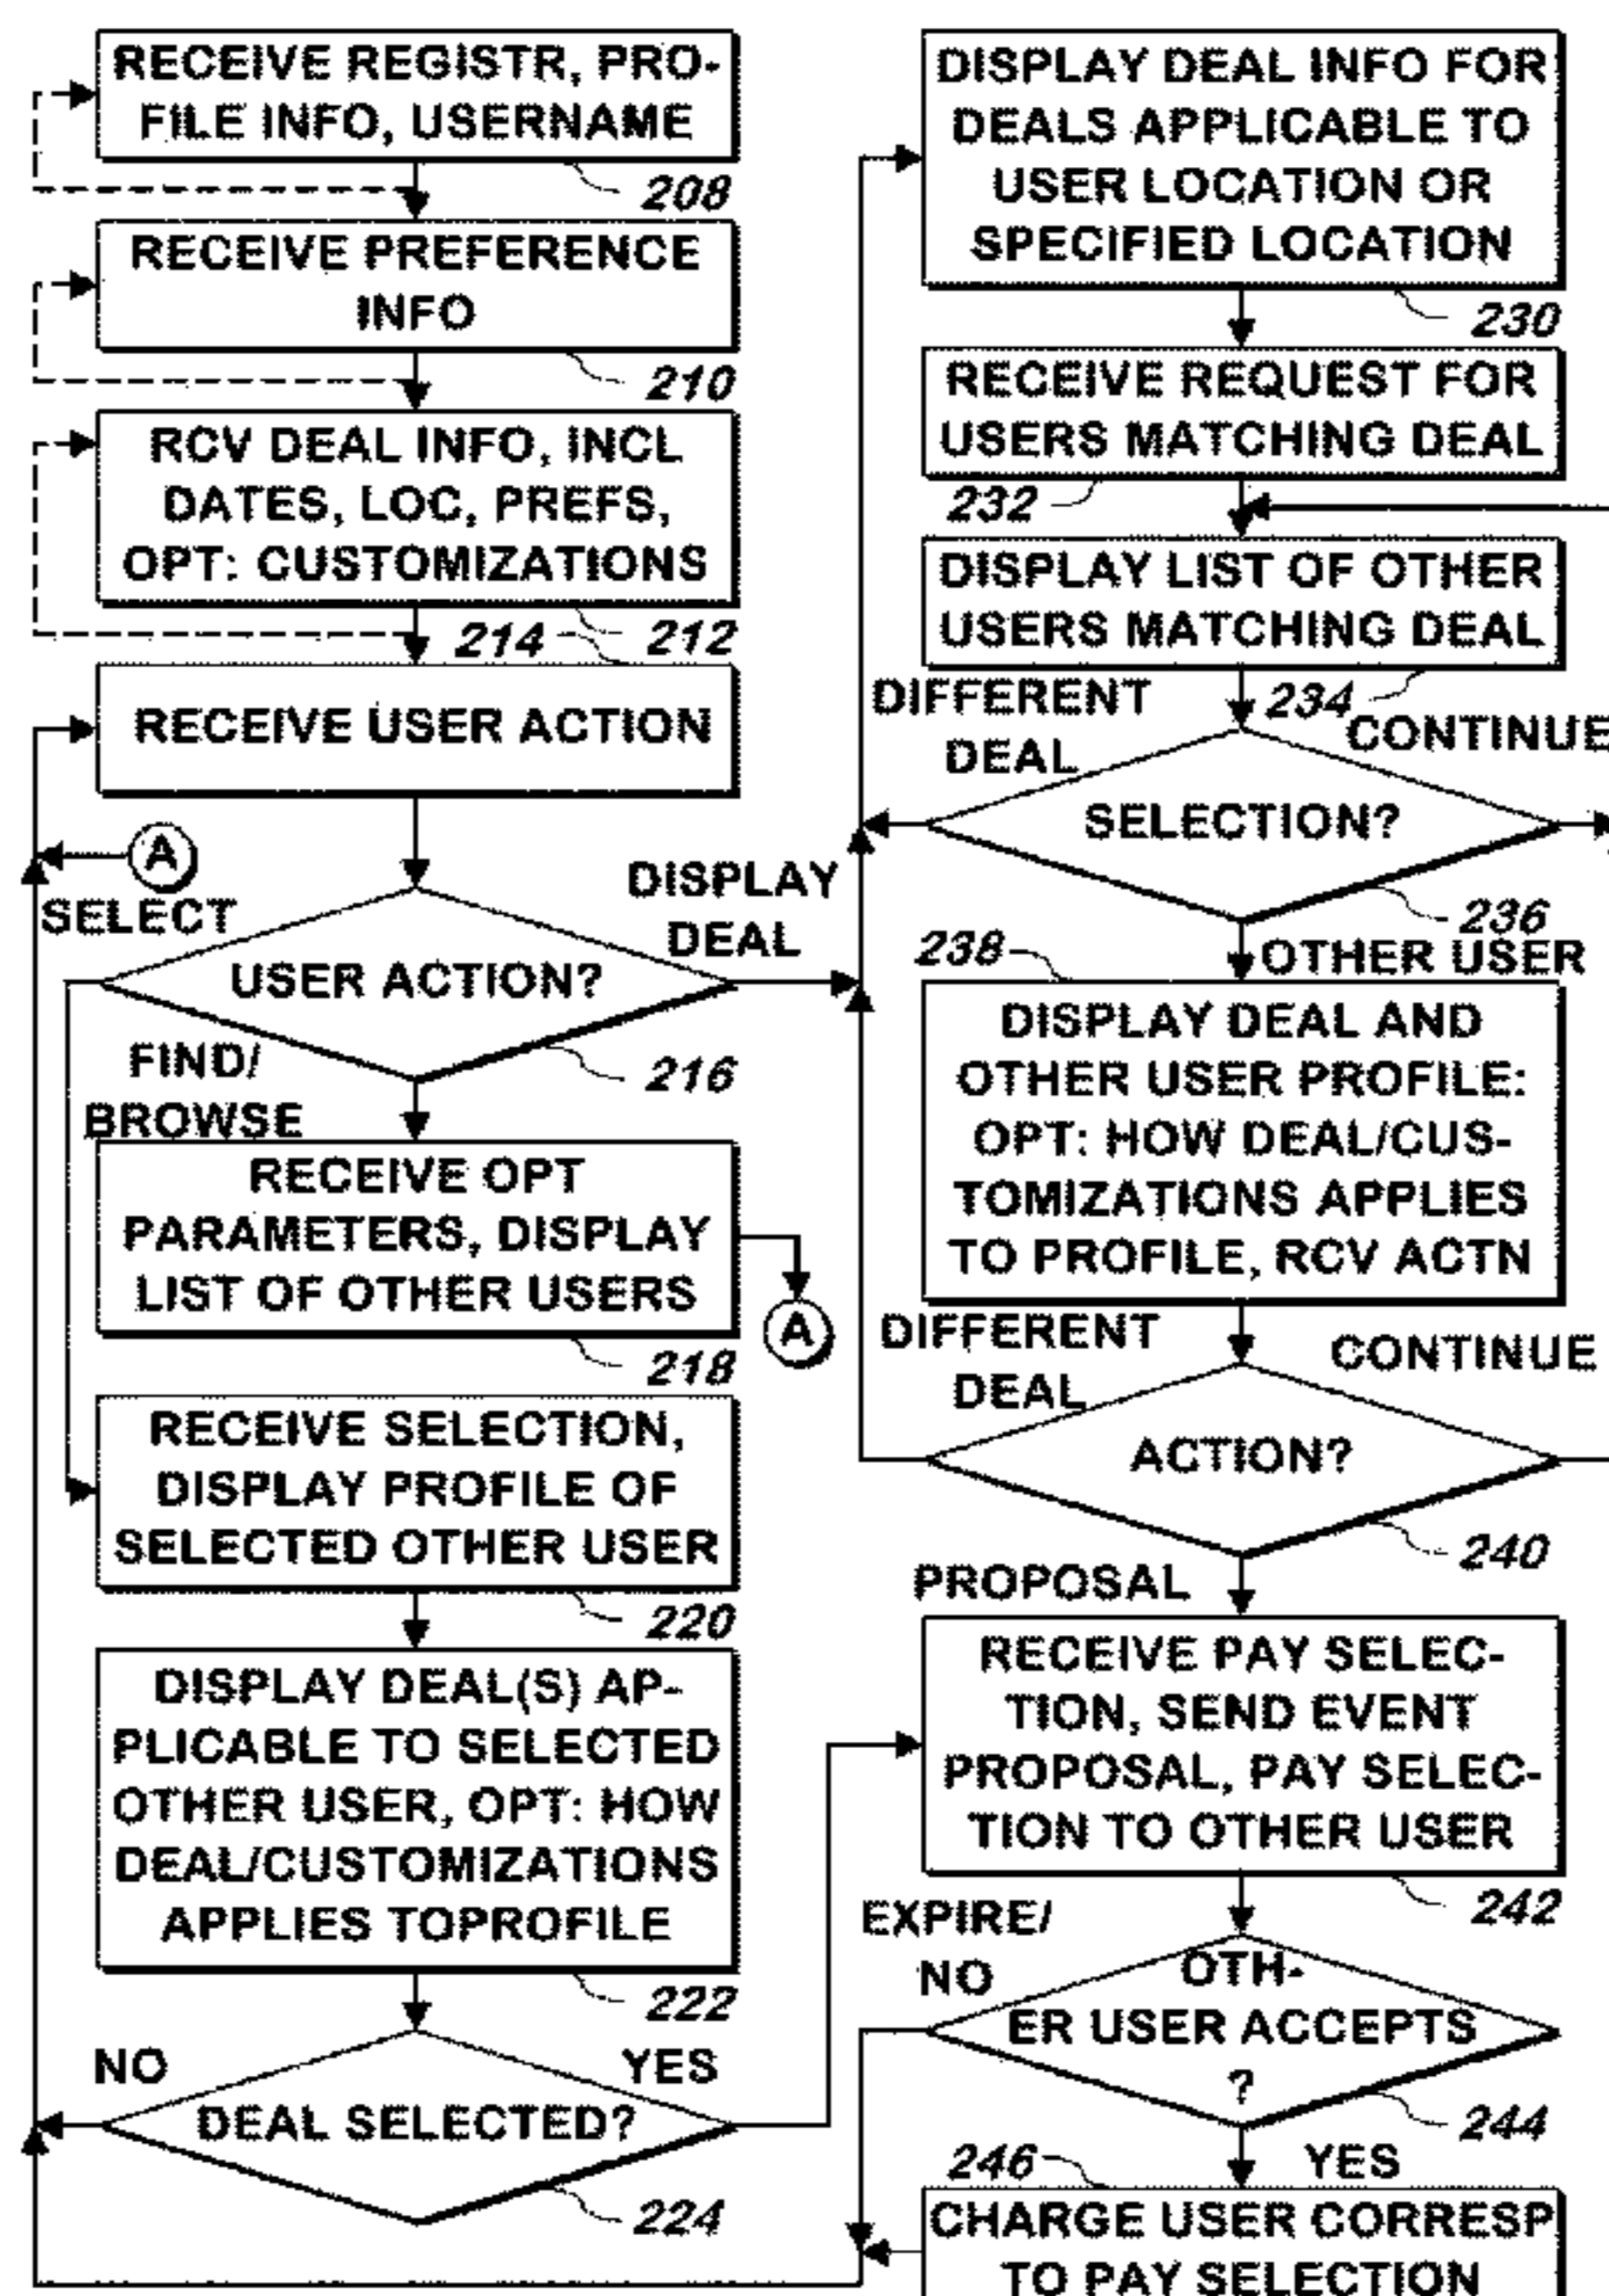 RECEIVE REGISTR, PRO-
FILE INFO, USERNAME
208
RECEIVE PREFERENCE
INFO
210
RCV DEAL INFO, INCL
DATES, LOC, PREFS,
OPT: CUSTOMIZATIONS
214
212
RECEIVE USER ACTION
A
SELECT
DISPLAY
DEAL
USER ACTION?
FIND/
BROWSE
216
RECEIVE OPT
PARAMETERS, DISPLAY
LIST OF OTHER USERS
A
218
RECEIVE SELECTION,
DISPLAY PROFILE OF
SELECTED OTHER USER
220
DISPLAY DEAL(S) AP-
PLICABLE TO SELECTED
OTHER USER, OPT: HOW
DEAL/CUSTOMIZATIONS
APPLIES TOPROFILE
222
NO
YES
DEAL SELECTED?
224
DISPLAY DEAL INFO FOR
DEALS APPLICABLE TO
USER LOCATION OR
SPECIFIED LOCATION
230
RECEIVE REQUEST FOR
USERS MATCHING DEAL
232
DISPLAY LIST OF OTHER
USERS MATCHING DEAL
234
DIFFERENT
DEAL
CONTINUE
SELECTION?
236
238
OTHER USER
DISPLAY DEAL AND
OTHER USER PROFILE:
OPT: HOW DEAL/CUS-
TOMIZATIONS APPLIES
TO PROFILE, RCV ACTN
DIFFERENT
DEAL
CONTINUE
ACTION?
240
PROPOSAL
RECEIVE PAY SELEC-
TION, SEND EVENT
PROPOSAL, PAY SELEC-
TION TO OTHER USER
242
EXPIRE/
NO
OTH-
ER USER ACCEPTS
?
244
246
YES
CHARGE USER CORRESP
TO PAY SELECTION